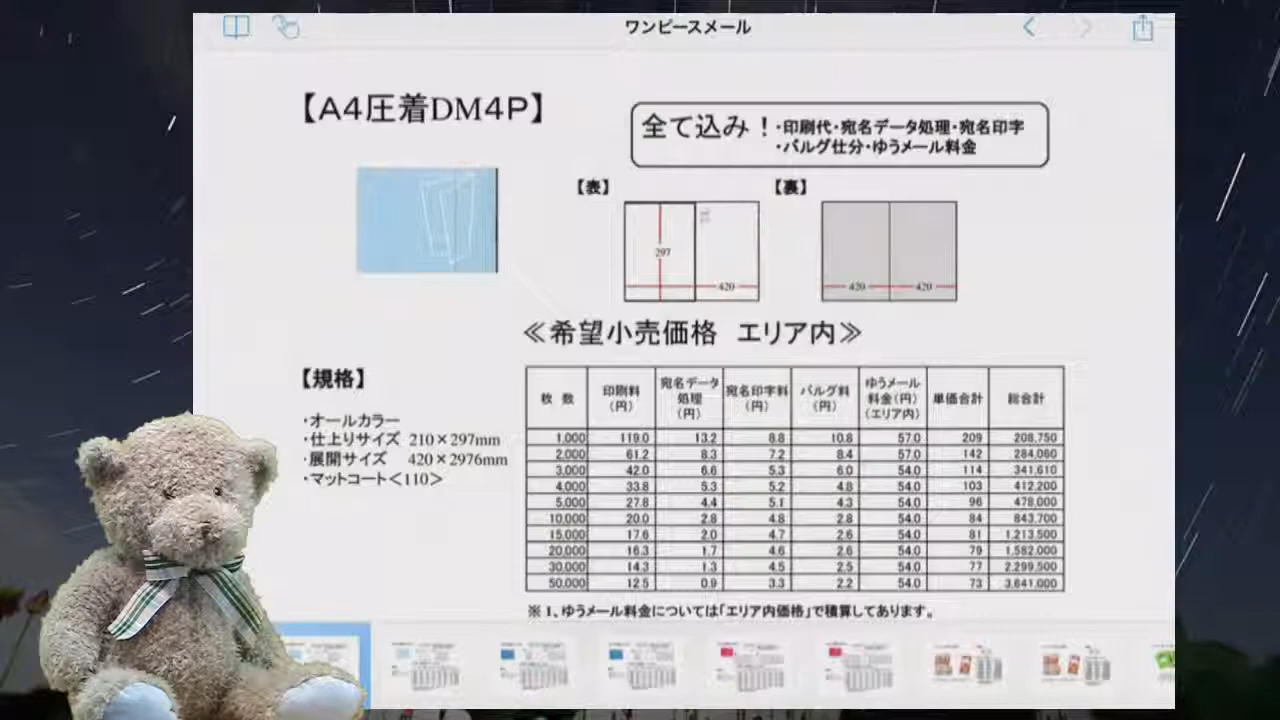 ワンピースメール
【A4圧着DM4P】
全て込み！・印刷代・宛名データ処理・宛名印字
・バルグ仕分・ゆうメール料金
【表】 【裏】
297
420 420 420
≪希望小売価格 エリア内≫
【規格】
・オールカラー
・仕上りサイズ 210×297mm
・展開サイズ 420×2976mm
・マットコート＜110＞
枚 数 印刷料（円） 宛名データ処理（円） 宛名印字料（円） バルグ料（円） ゆうメール料金（円）（エリア内） 単価合計 総合計
1,000 119.0 13.2 8.8 10.8 57.0 209 208,750
2,000 61.2 8.3 7.2 8.4 57.0 142 284,060
3,000 42.0 6.6 5.3 6.0 54.0 114 341,610
4,000 33.8 5.3 5.2 4.8 54.0 103 412,200
5,000 27.8 4.4 5.1 4.3 54.0 96 478,000
10,000 20.0 2.8 4.8 2.8 54.0 84 843,700
15,000 17.6 2.0 4.7 2.6 54.0 81 1,213,500
20,000 16.3 1.7 4.6 2.6 54.0 79 1,582,000
30,000 14.3 1.3 4.5 2.5 54.0 77 2,299,500
50,000 12.5 0.9 3.3 2.2 54.0 73 3,641,000
※１、ゆうメール料金については「エリア内価格」で積算してあります。